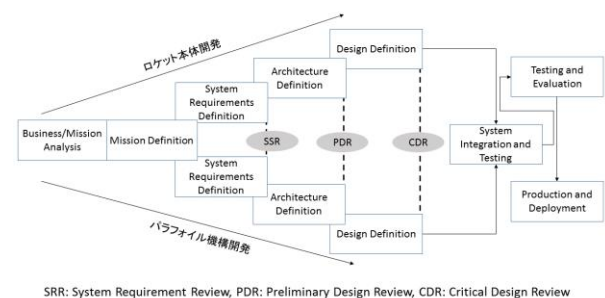 ロケット本体開発
Design Definition
Architecture
Definition
System
Requirements
Definition
Business/Mission
Analysis
Mission Definition
SSR
PDR
CDR
System
Requirements
Definition
Architecture
Definition
Design Definition
パラフォイル機構開発
System
Integration and
Testing
Testing and
Evaluation
Production and
Deployment
SRR: System Requirement Review, PDR: Preliminary Design Review, CDR: Critical Design Review